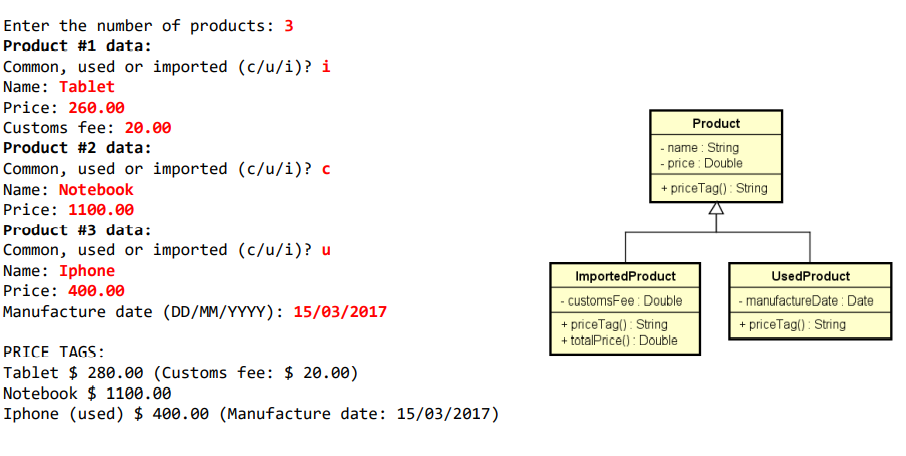 Enter the number of products: 3
Product #1 data:
Common, used or imported (c/u/i)? i
Name: Tablet
Price: 260.00
Customs fee: 20.00
Product #2 data:
Common, used or imported (c/u/i)? c
Name: Notebook
Price: 1100.00
Product #3 data:
Common, used or imported (c/u/i)? u
Name: Iphone
Price: 400.00
Manufacture date (DD/MM/YYYY): 15/03/2017
PRICE TAGS:
Tablet $ 280.00 (Customs fee: $ 20.00)
Notebook $ 1100.00
Iphone (used) $ 400.00 (Manufacture date: 15/03/2017)
Product
- name : String
- price : Double
+ priceTag() : String
ImportedProduct
- customsFee : Double
+ priceTag() : String
+ totalPrice() : Double
UsedProduct
- manufactureDate : Date
+ priceTag() : String